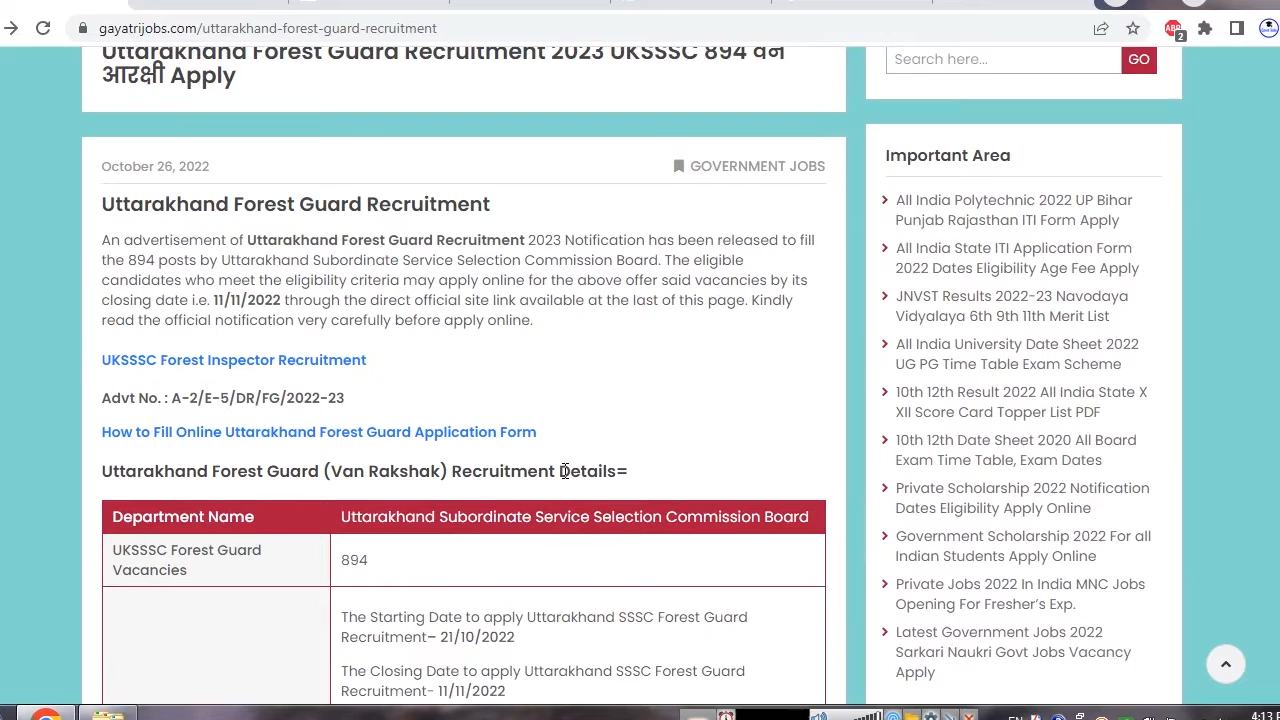 gayatrijobs.com/uttarakhand-forest-guard-recruitment
ABP
2
Uttarakhand Forest Guard Recruitment 2023 UKSSSC 894 वन
आरक्षी Apply
Search here...
GO
October 26, 2022
GOVERNMENT JOBS
Uttarakhand Forest Guard Recruitment
An advertisement of Uttarakhand Forest Guard Recruitment 2023 Notification has been released to fill
the 894 posts by Uttarakhand Subordinate Service Selection Commission Board. The eligible
candidates who meet the eligibility criteria may apply online for the above offer said vacancies by its
closing date i.e. 11/11/2022 through the direct official site link available at the last of this page. Kindly
read the official notification very carefully before apply online.
UKSSSC Forest Inspector Recruitment
Advt No. : A-2/E-5/DR/FG/2022-23
How to Fill Online Uttarakhand Forest Guard Application Form
Uttarakhand Forest Guard (Van Rakshak) Recruitment Details=
Department Name
Uttarakhand Subordinate Service Selection Commission Board
UKSSSC Forest Guard
Vacancies
894
The Starting Date to apply Uttarakhand SSSC Forest Guard
Recruitment– 21/10/2022
The Closing Date to apply Uttarakhand SSSC Forest Guard
Recruitment- 11/11/2022
Important Area
All India Polytechnic 2022 UP Bihar
Punjab Rajasthan ITI Form Apply
All India State ITI Application Form
2022 Dates Eligibility Age Fee Apply
JNVST Results 2022-23 Navodaya
Vidyalaya 6th 9th 11th Merit List
All India University Date Sheet 2022
UG PG Time Table Exam Scheme
10th 12th Result 2022 All India State X
XII Score Card Topper List PDF
10th 12th Date Sheet 2020 All Board
Exam Time Table, Exam Dates
Private Scholarship 2022 Notification
Dates Eligibility Apply Online
Government Scholarship 2022 For all
Indian Students Apply Online
Private Jobs 2022 In India MNC Jobs
Opening For Fresher's Exp.
Latest Government Jobs 2022
Sarkari Naukri Govt Jobs Vacancy
Apply
EN